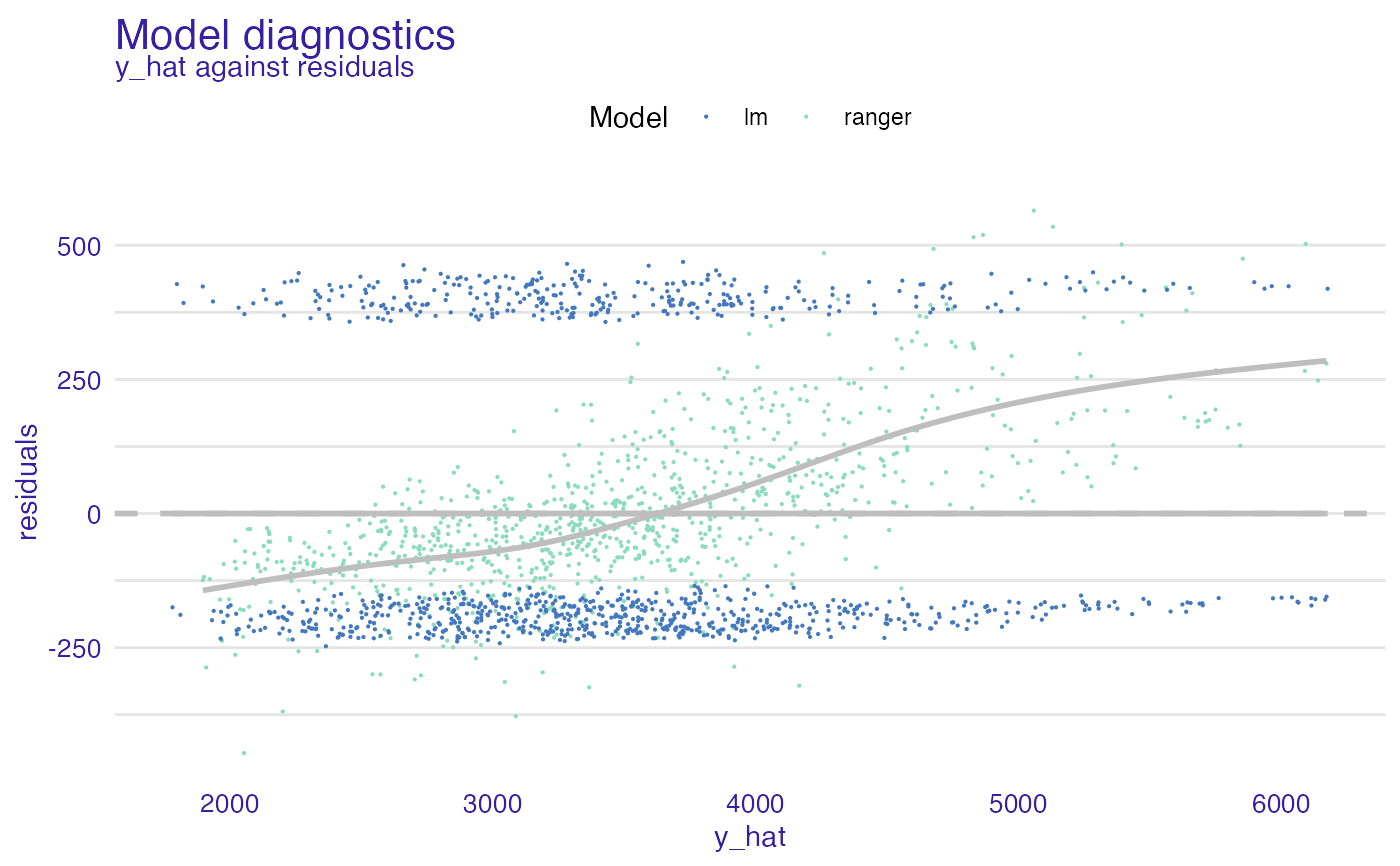 Model diagnostics
y_hat against residuals
Model lm ranger
500
250
0
-250
residuals
2000 3000 4000 5000 6000
y_hat